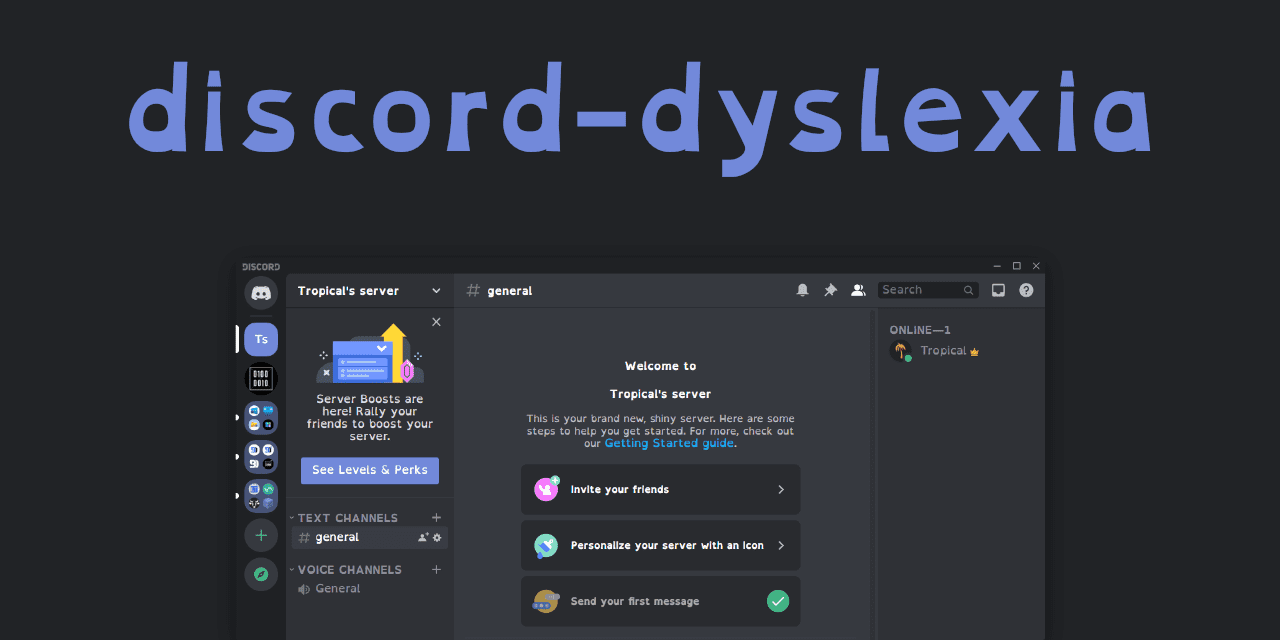 discord-dyslexia
DISCORD
Tropical's server
general
Search
Ts
0100
0010
Server Boosts are
here! Rally your
friends to boost your
server.
See Levels & Perks
TEXT CHANNELS
general
VOICE CHANNELS
General
Welcome to
Tropical's server
This is your brand new, shiny server. Here are some
steps to help you get started. For more, check out
our Getting Started guide.
Invite your friends
Personalize your server with an icon
Send your first message
ONLINE—1
Tropical